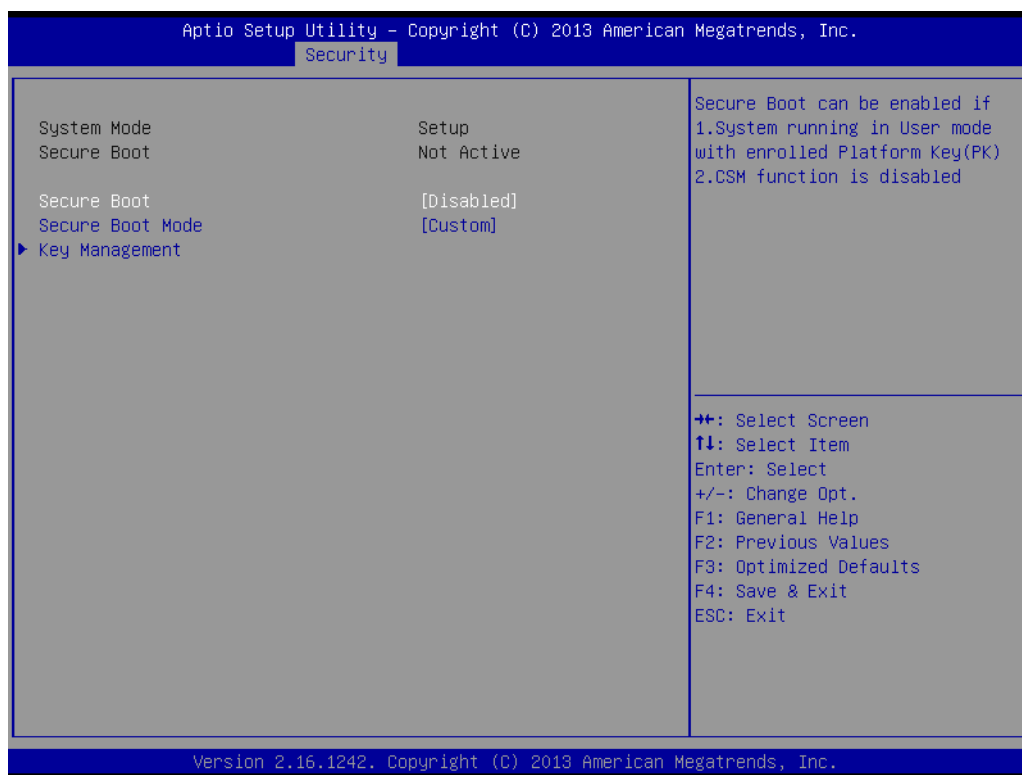 Aptio Setup Utility – Copyright (C) 2013 American Megatrends, Inc.
Security
System Mode Setup
Secure Boot Not Active
Secure Boot [Disabled]
Secure Boot Mode [Custom]
Key Management
Secure Boot can be enabled if
1.System running in User mode
with enrolled Platform Key(PK)
2.CSM function is disabled
→←: Select Screen
↑↓: Select Item
Enter: Select
+/-: Change Opt.
F1: General Help
F2: Previous Values
F3: Optimized Defaults
F4: Save & Exit
ESC: Exit
Version 2.16.1242. Copyright (C) 2013 American Megatrends, Inc.